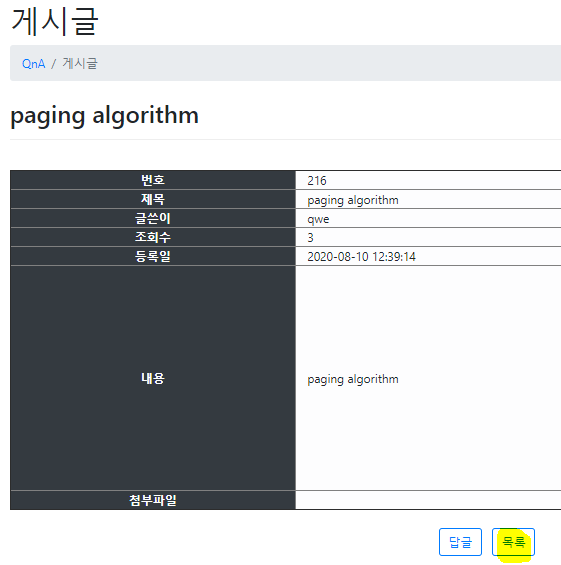 게시글
QnA / 게시글
paging algorithm
번호 216
제목 paging algorithm
글쓴이 qwe
조회수 3
등록일 2020-08-10 12:39:14
내용 paging algorithm
첨부파일
답글 목록